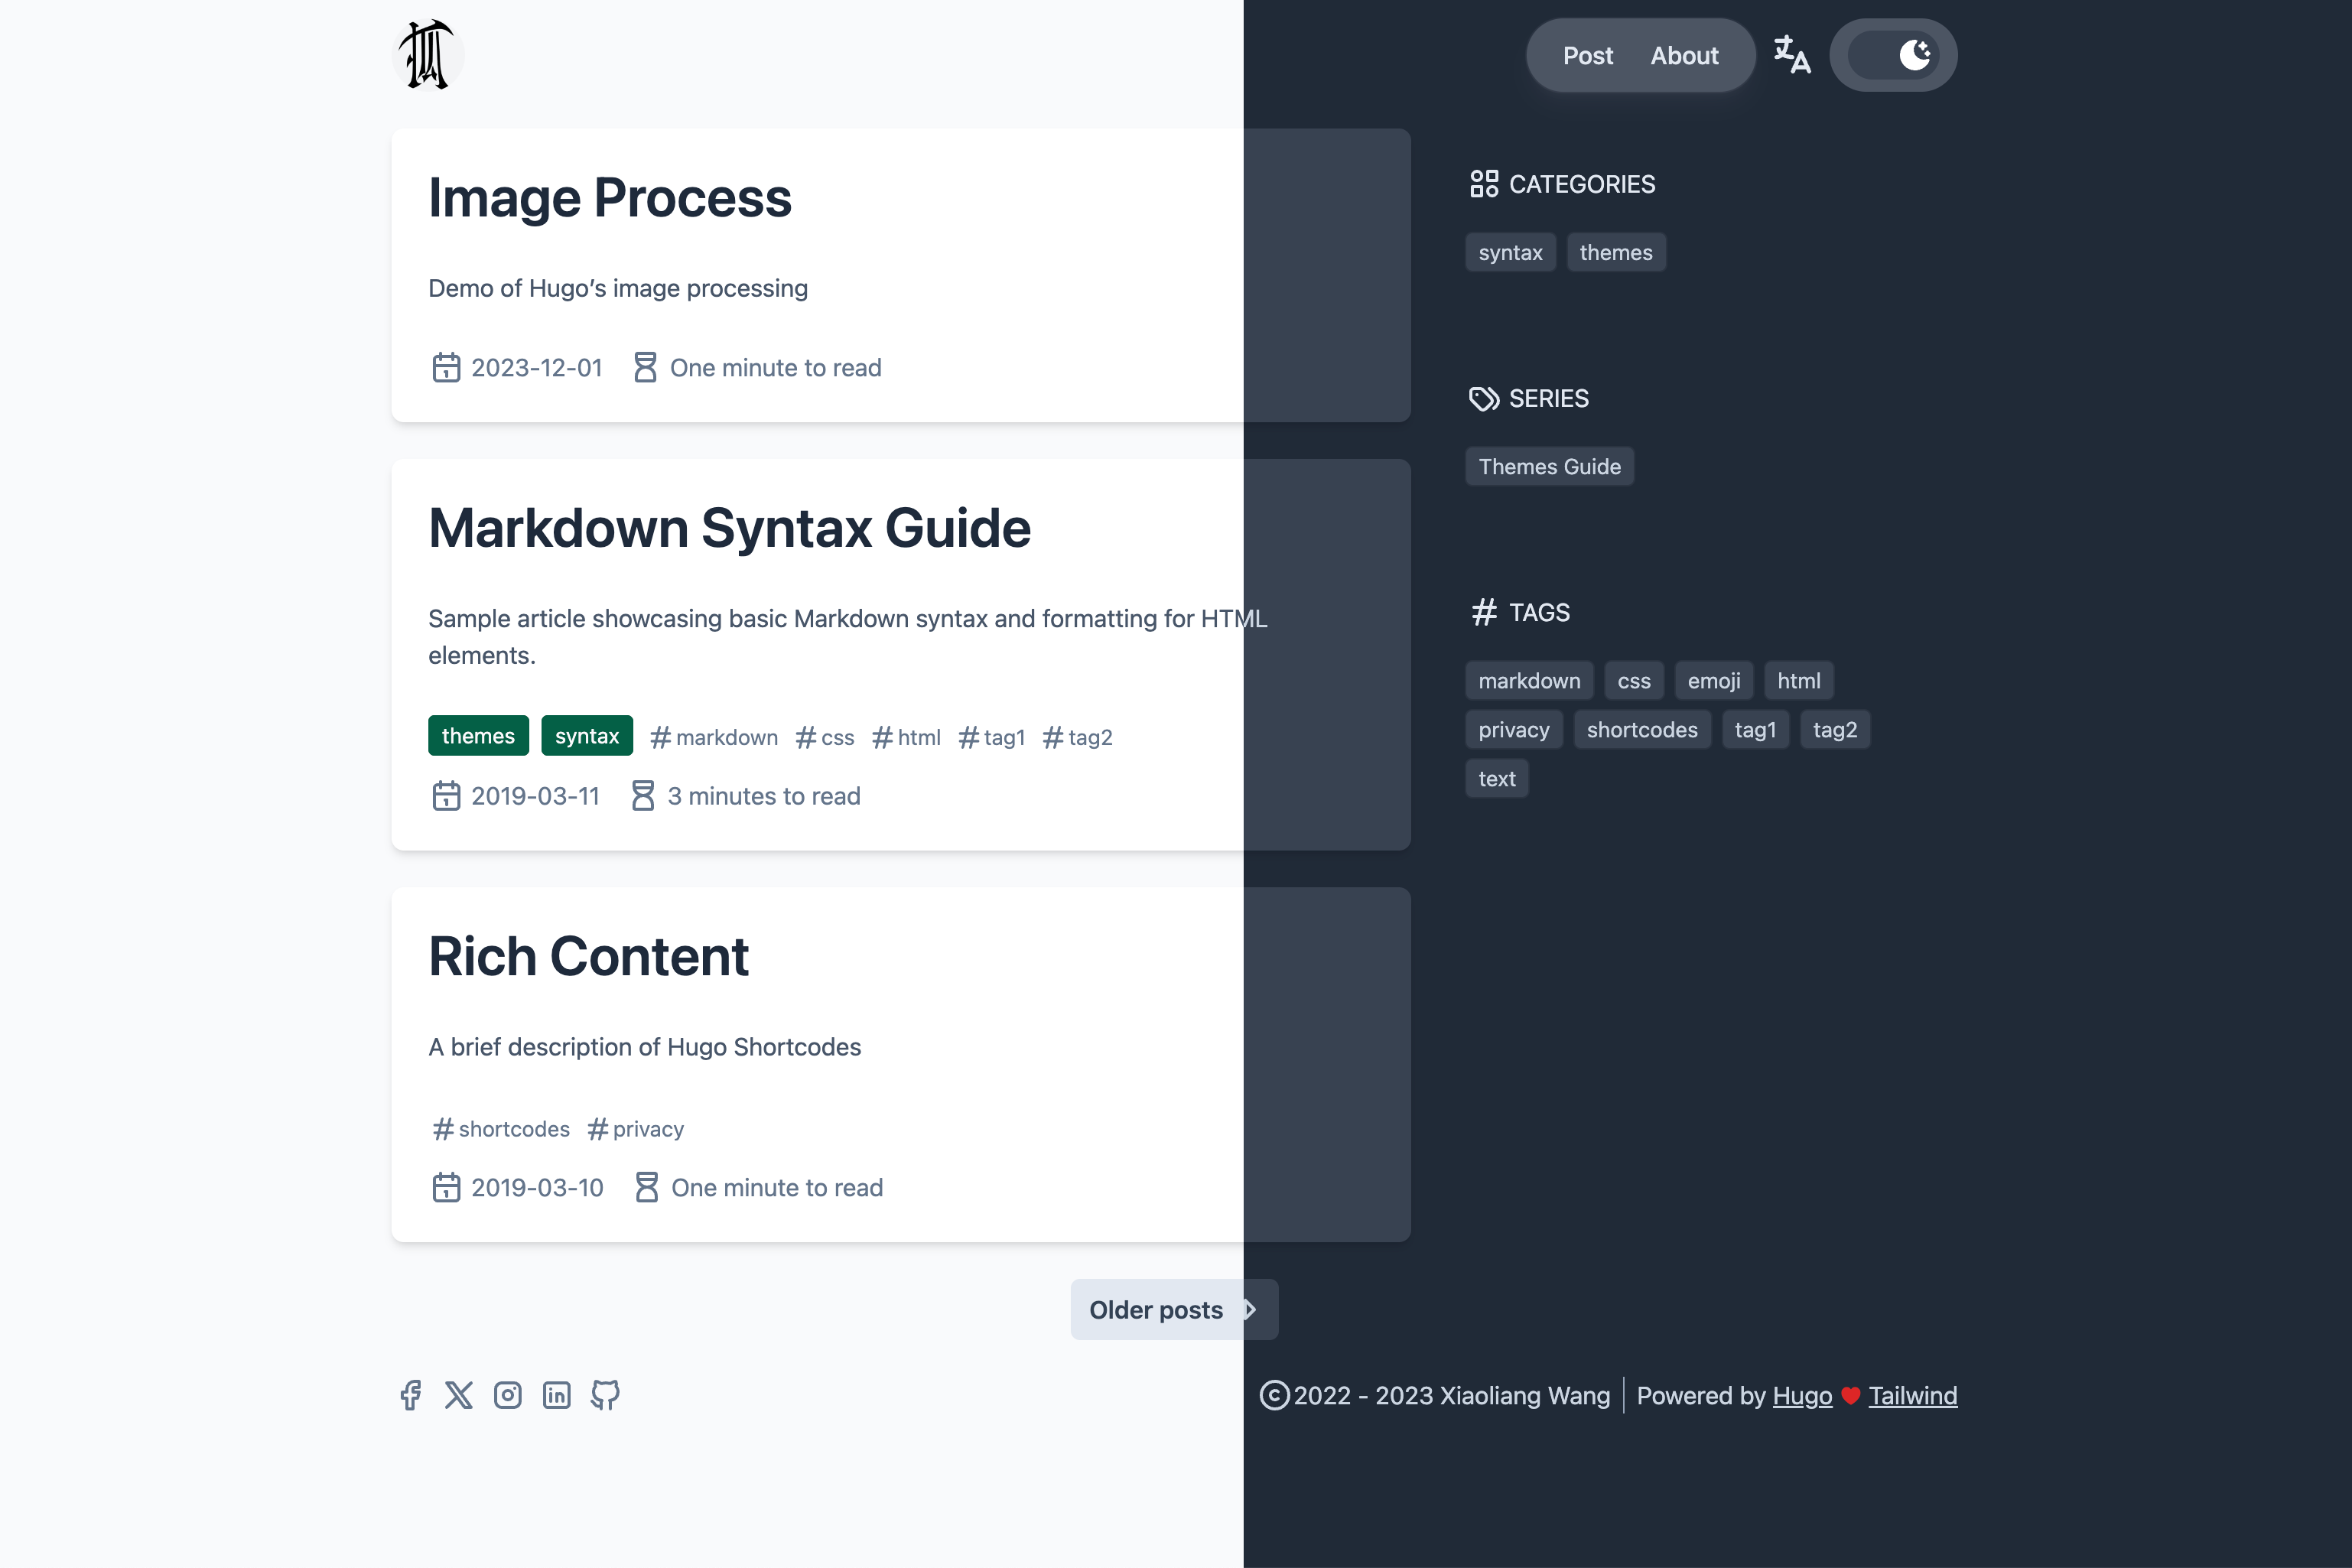 Post About
Image Process
Demo of Hugo’s image processing
2023-12-01 One minute to read
Markdown Syntax Guide
Sample article showcasing basic Markdown syntax and formatting for HTML
elements.
themes syntax #markdown #css #html #tag1 #tag2
2019-03-11 3 minutes to read
Rich Content
A brief description of Hugo Shortcodes
#shortcodes #privacy
2019-03-10 One minute to read
Older posts
CATEGORIES
syntax themes
SERIES
Themes Guide
# TAGS
markdown css emoji html
privacy shortcodes tag1 tag2
text
© 2022 - 2023 Xiaoliang Wang | Powered by Hugo ❤ Tailwind